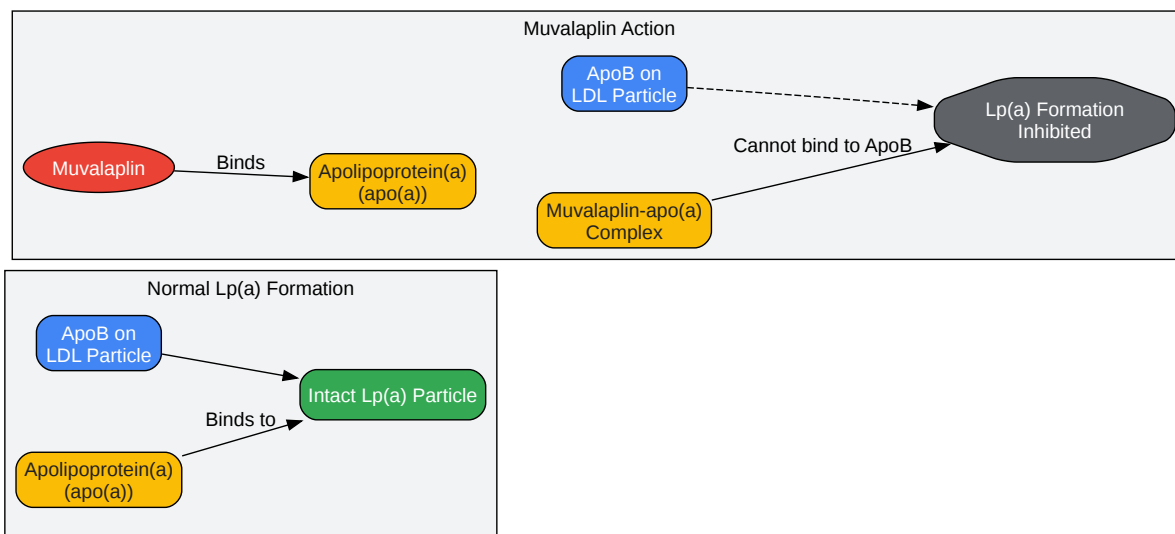 Muvalaplin Action
ApoB on
LDL Particle
Lp(a) Formation
Inhibited
Cannot bind to ApoB
Muvalaplin
Binds
Apolipoprotein(a)
(apo(a))
Muvalaplin-apo(a)
Complex
Normal Lp(a) Formation
ApoB on
LDL Particle
Intact Lp(a) Particle
Binds to
Apolipoprotein(a)
(apo(a))